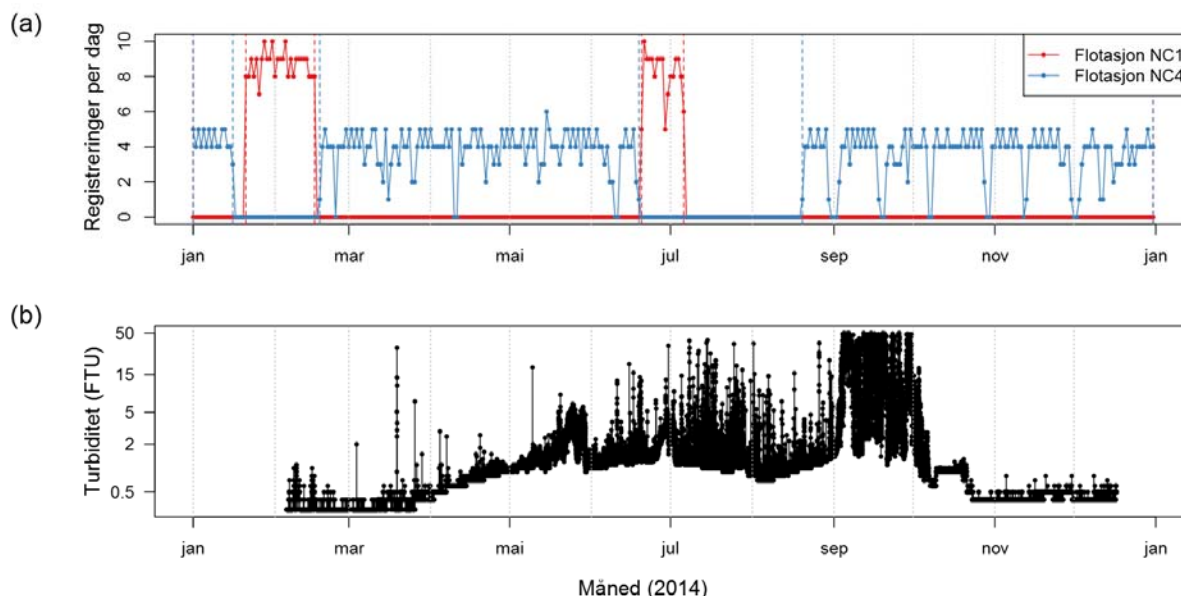 (a)
Registreringer per dag
10
8
6
4
2
0
Flotasjon NC1
Flotasjon NC4
jan mar mai jul sep nov jan
(b)
Turbiditet (FTU)
50
15
5
2
0.5
jan mar mai jul sep nov jan
Måned (2014)